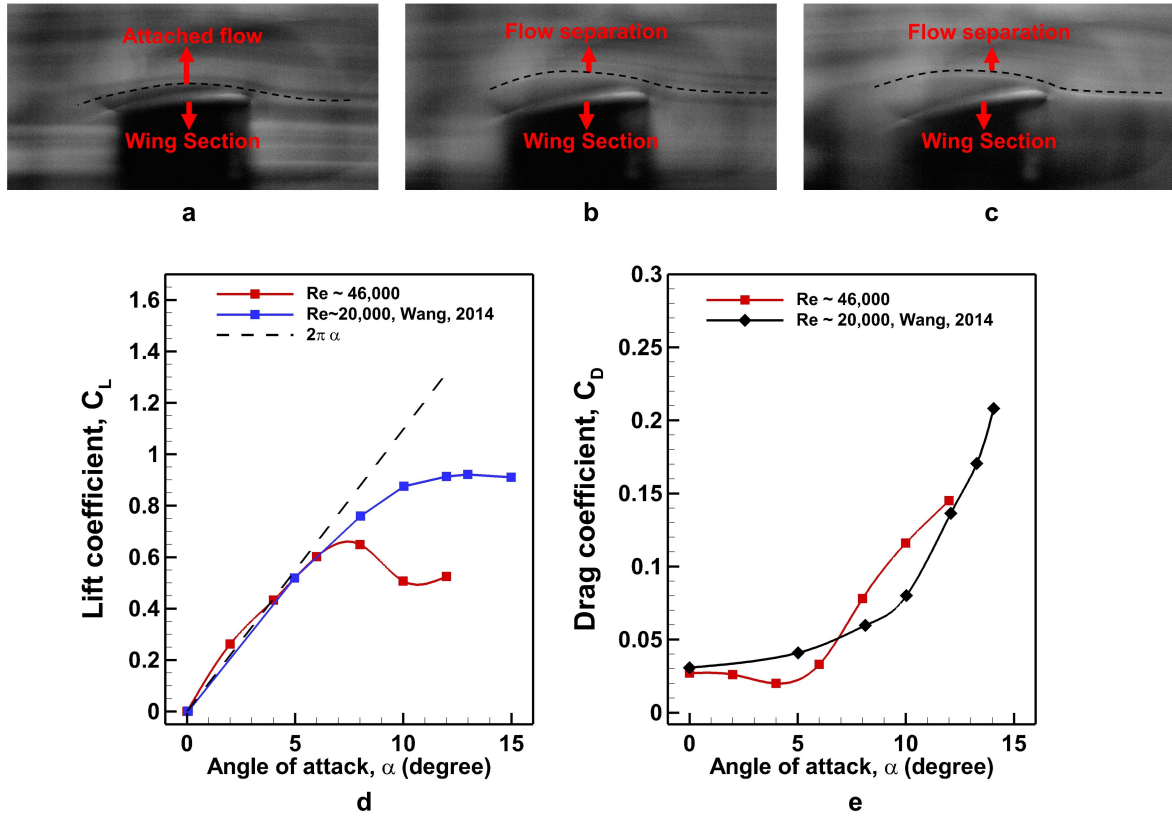 Attached flow
Wing Section
a
Flow separation
Wing Section
b
Flow separation
Wing Section
c
Lift coefficient, C_L
1.6
1.4
1.2
1
0.8
0.6
0.4
0.2
0
Re ~ 46,000
Re~20,000, Wang, 2014
2π α
0 5 10 15
Angle of attack, α (degree)
d
Drag coefficient, C_D
0.3
0.25
0.2
0.15
0.1
0.05
0
Re ~ 46,000
Re ~ 20,000, Wang, 2014
0 5 10 15
Angle of attack, α (degree)
e